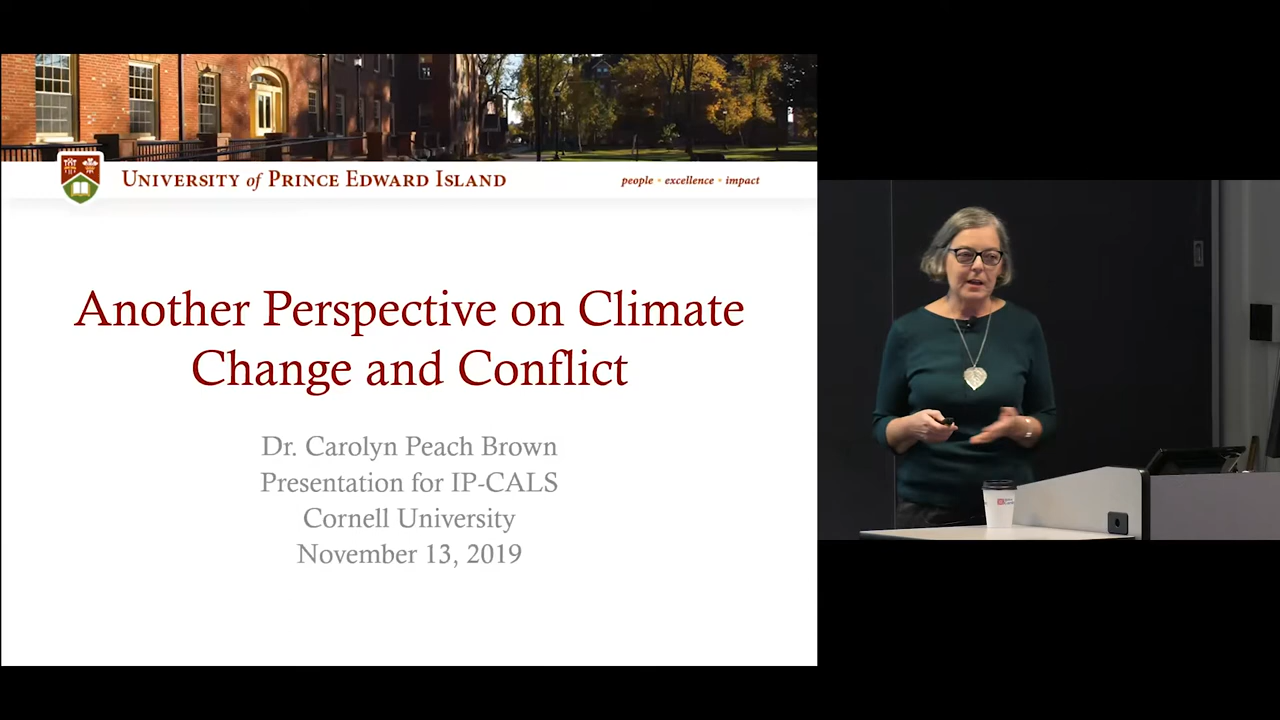 UNIVERSITY of PRINCE EDWARD ISLAND
people • excellence • impact
Another Perspective on Climate
Change and Conflict
Dr. Carolyn Peach Brown
Presentation for IP-CALS
Cornell University
November 13, 2019